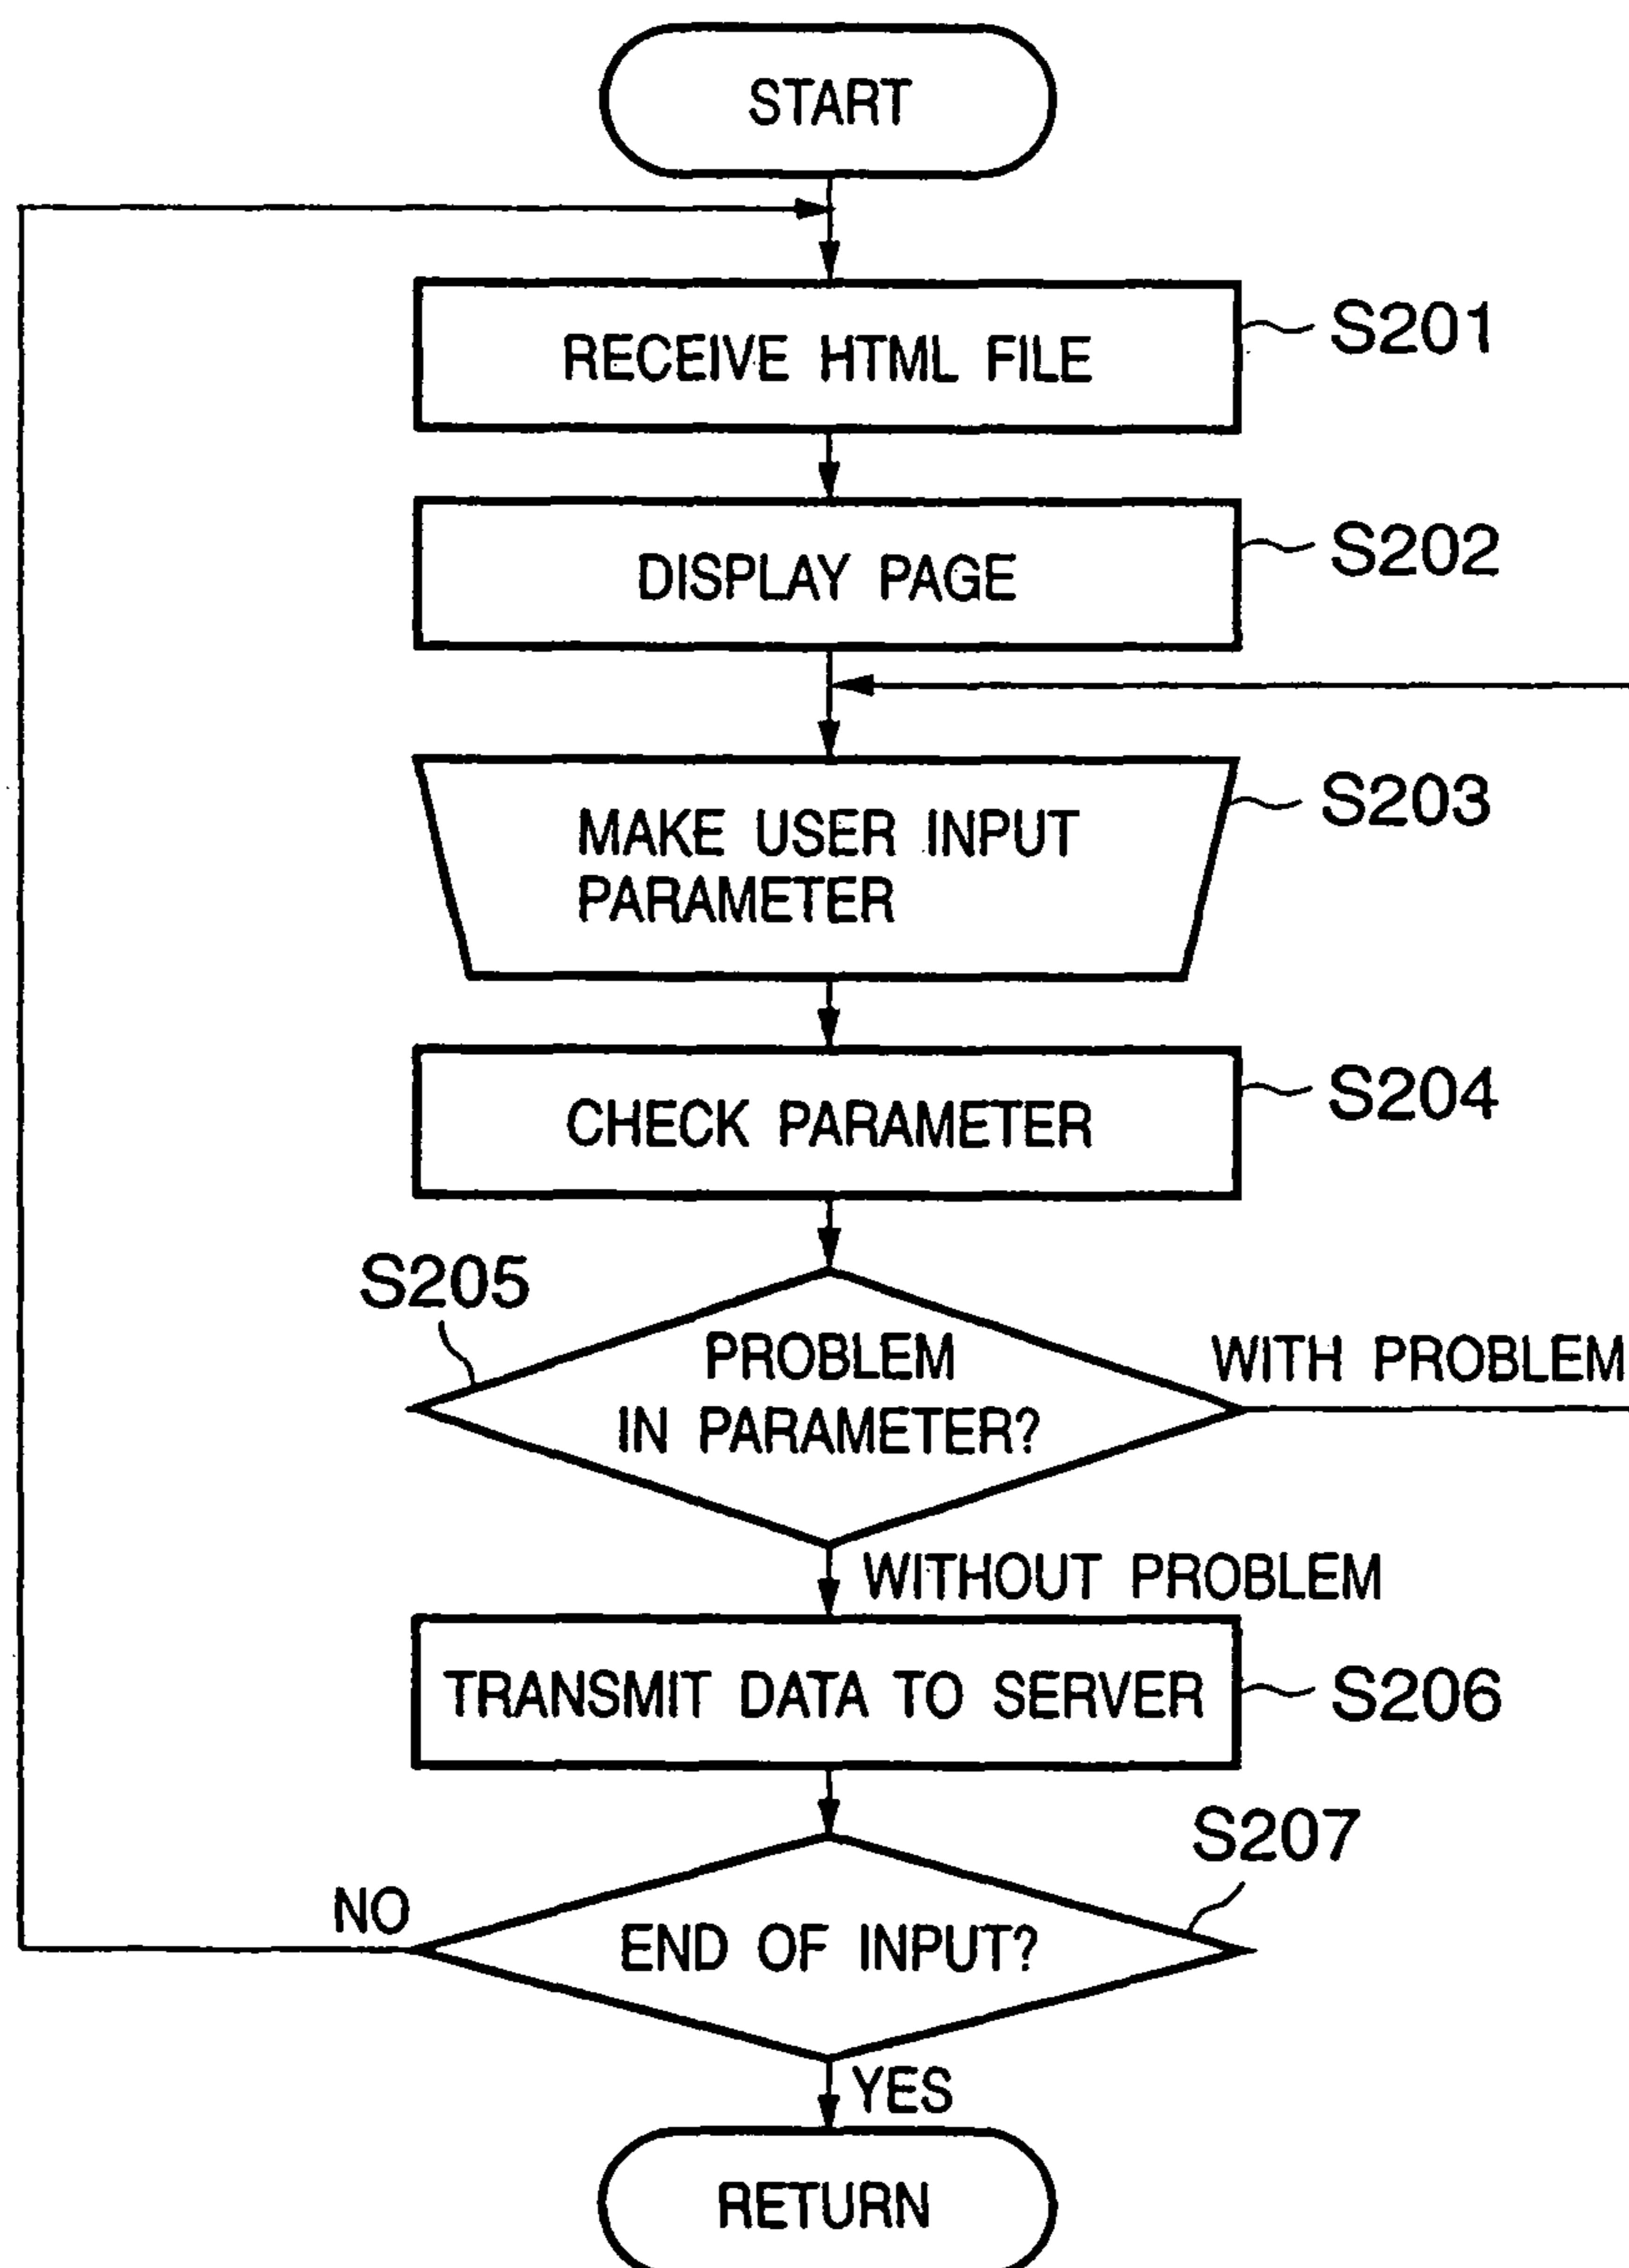 START
RECEIVE HTML FILE
S201
DISPLAY PAGE
S202
MAKE USER INPUT
PARAMETER
S203
CHECK PARAMETER
S204
S205
PROBLEM
IN PARAMETER?
WITH PROBLEM
WITHOUT PROBLEM
TRANSMIT DATA TO SERVER
S206
S207
NO
END OF INPUT?
YES
RETURN